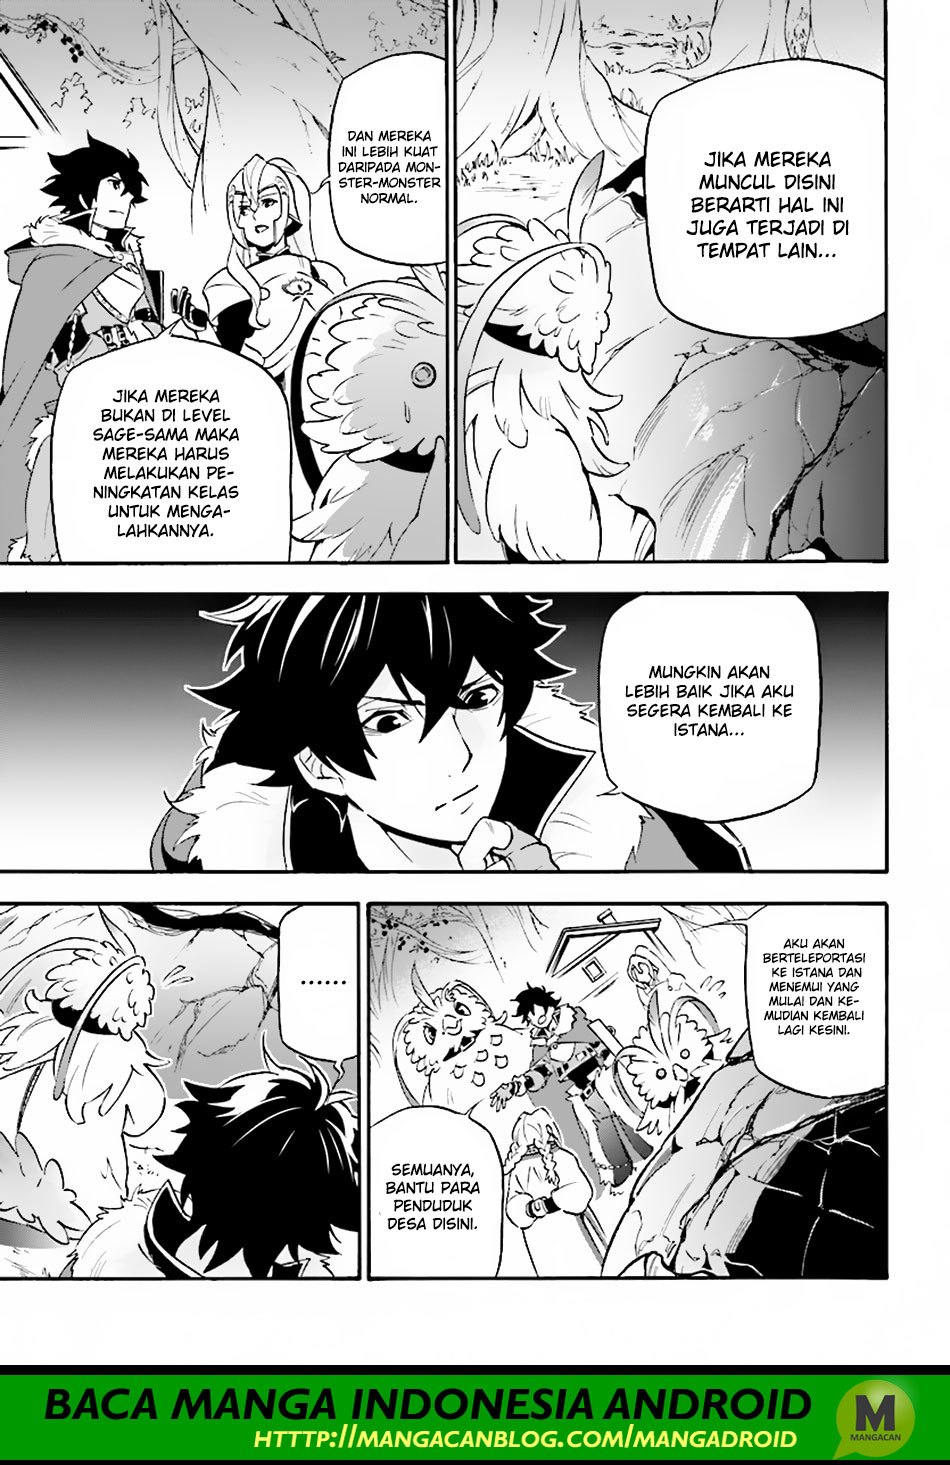 JIKA MEREKA
MUNCUL DISINI
BERARTI HAL INI
JUGA TERJADI DI
TEMPAT LAIN...
DAN MEREKA
INI LEBIH KUAT
DARIPADA MON-
STER-MONSTER
NORMAL.
JIKA MEREKA
BUKAN DI LEVEL
SAGE-SAMA MAKA
MEREKA HARUS
MELAKUKAN PE-
NINGKATAN KELAS
UNTUK MENGA-
LAHKANNYA.
MUNGKIN AKAN
LEBIH BAIK JIKA AKU
SEGERA KEMBALI KE
ISTANA...
AKU AKAN
BERTELEPORTASI
KE ISTANA DAN
MENEMUI YANG
MULAI DAN KE-
MUDIAN KEMBALI
LAGI KESINI.
SEMUANYA,
BANTU PARA
PENDUDUK
DESA DISINI.
......
BACA MANGA INDONESIA ANDROID
HTTTP://MANGACANBLOG.COM/MANGADROID
M
MANGACAN